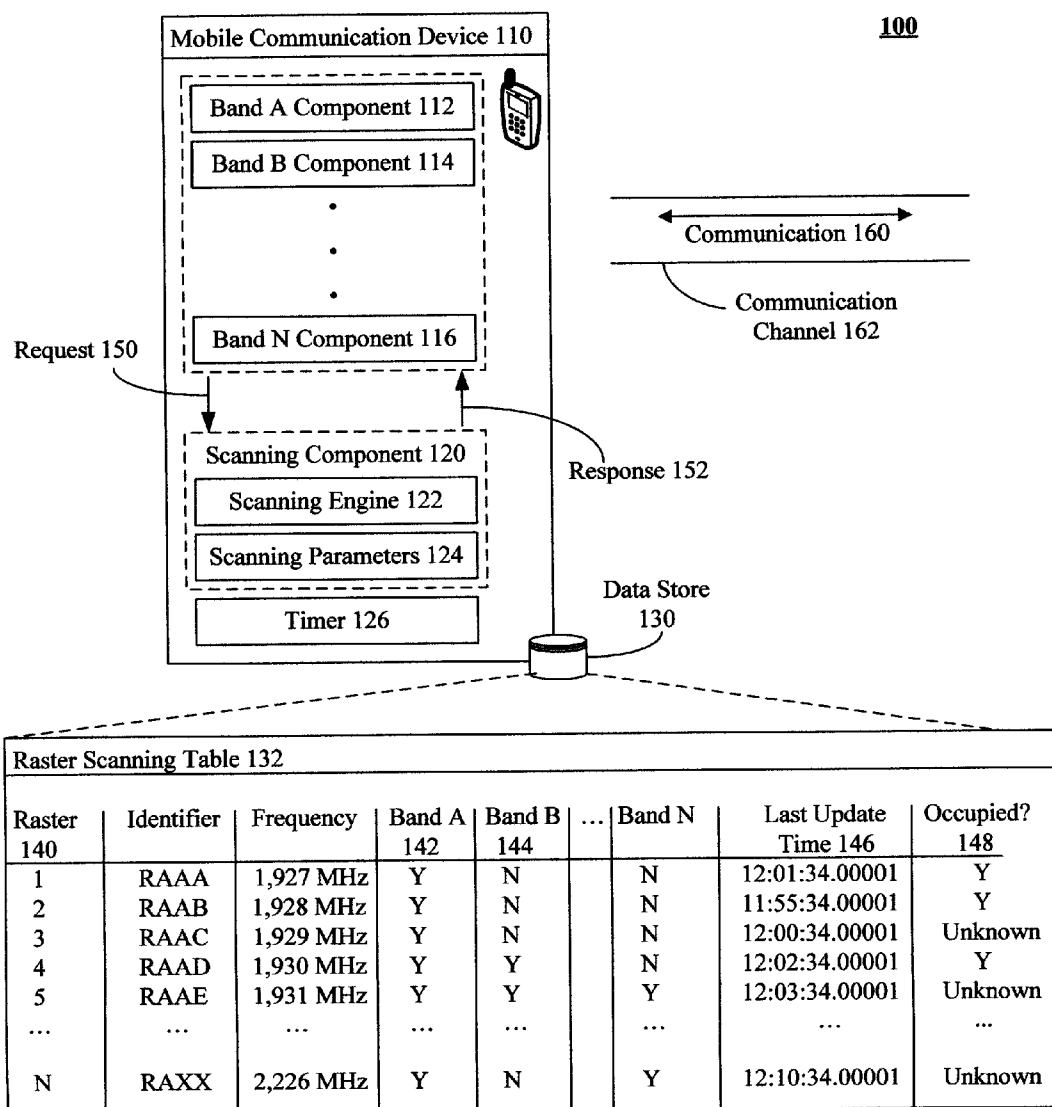 100
Mobile Communication Device 110
Band A Component 112
Band B Component 114
Communication 160
Communication
Channel 162
Band N Component 116
Request 150
Scanning Component 120
Response 152
Scanning Engine 122
Scanning Parameters 124
Timer 126
Data Store
130
Raster Scanning Table 132
Raster Identifier Frequency Band A Band B ... Band N Last Update Occupied?
140 142 144 Time 146 148
1 RAAA 1,927 MHz Y N N 12:01:34.00001 Y
2 RAAB 1,928 MHz Y N N 11:55:34.00001 Y
3 RAAC 1,929 MHz Y N N 12:00:34.00001 Unknown
4 RAAD 1,930 MHz Y Y N 12:02:34.00001 Y
5 RAAE 1,931 MHz Y Y Y 12:03:34.00001 Unknown
... ... ... ... ... ... ... ...
N RAXX 2,226 MHz Y N Y 12:10:34.00001 Unknown